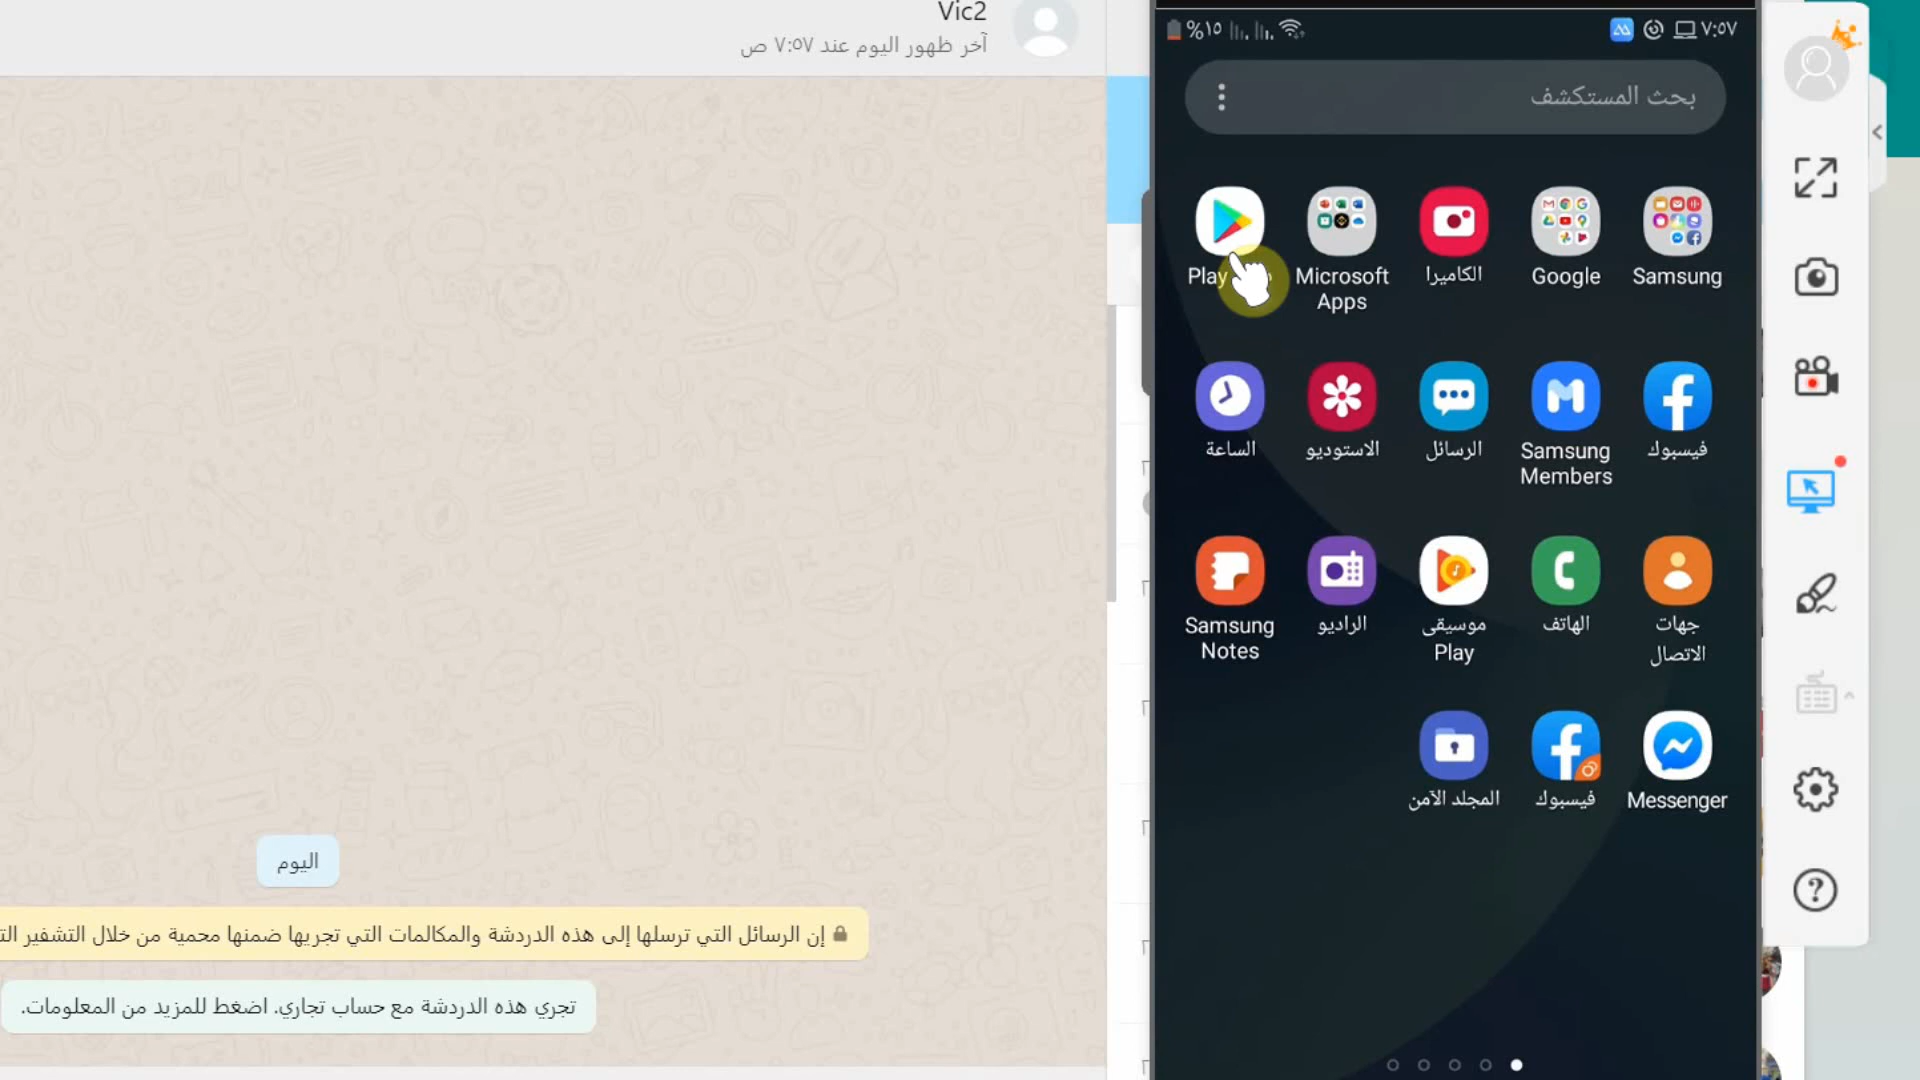 Vic2
آخر ظهور اليوم عند ٧:٥٧ ص
اليوم
إن الرسائل التي ترسلها إلى هذه الدردشة والمكالمات التي تجريها ضمنها محمية من خلال التشفير
تجري هذه الدردشة مع حساب تجاري. اضغط للمزيد من المعلومات.
%١٥
٧:٥٧
بحث المستكشف
Samsung
Google
الكاميرا
Microsoft
Apps
Play
فيسبوك
Samsung
Members
الرسائل
الاستوديو
الساعة
جهات
الاتصال
الهاتف
موسيقى
Play
الراديو
Samsung
Notes
Messenger
فيسبوك
المجلد الآمن